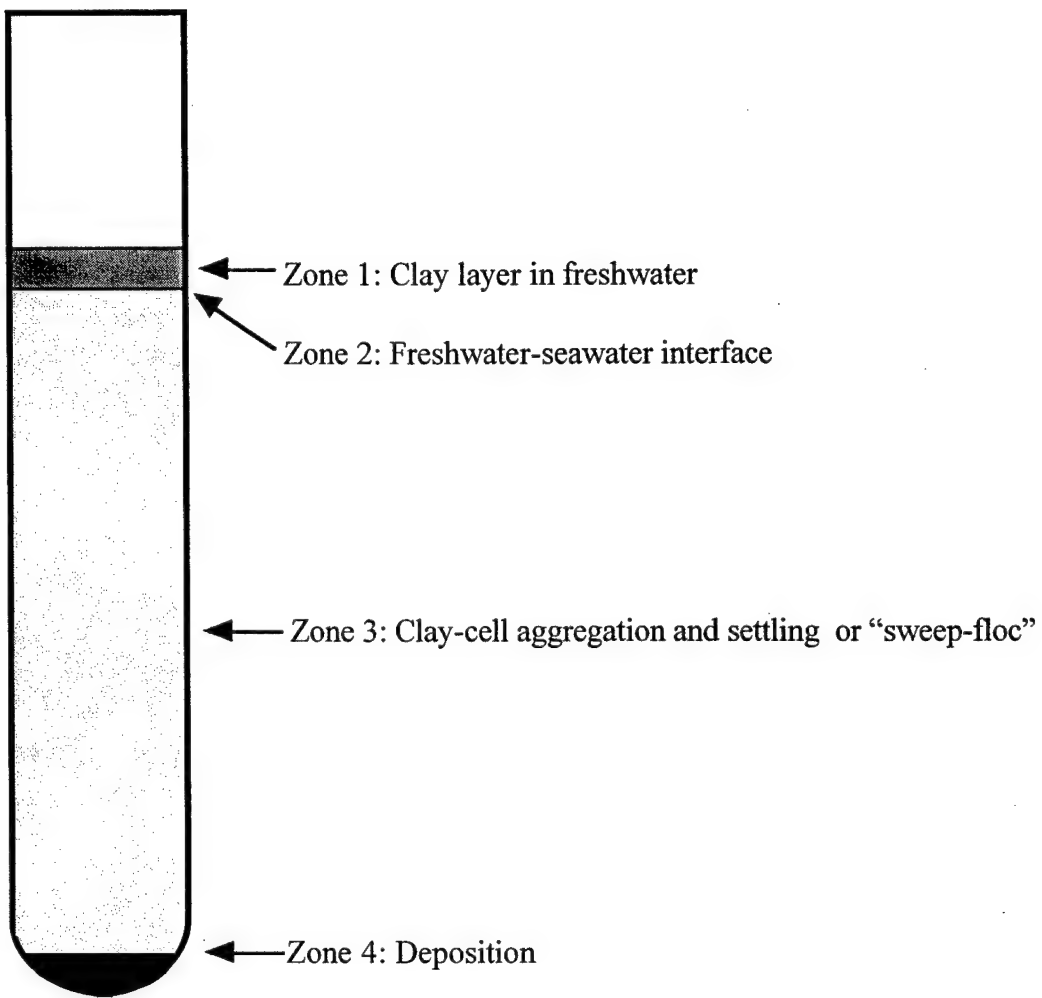 Zone 1: Clay layer in freshwater
Zone 2: Freshwater-seawater interface
Zone 3: Clay-cell aggregation and settling or “sweep-floc”
Zone 4: Deposition